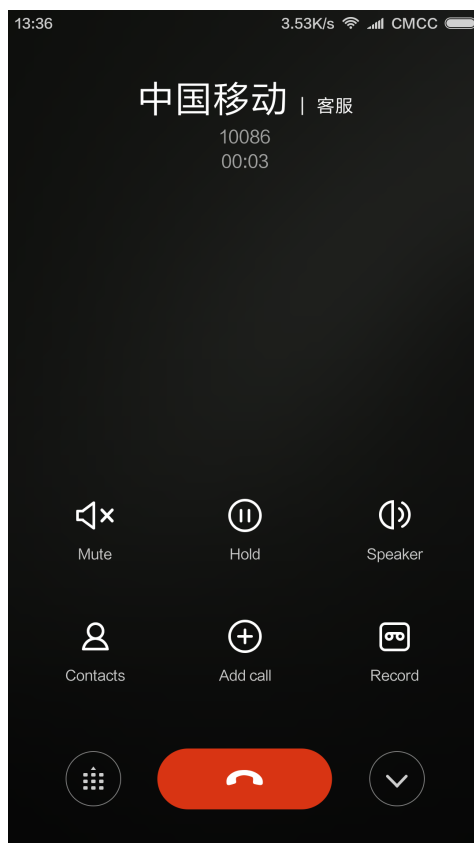 13:36 3.53K/s CMCC
中国移动 | 客服
10086
00:03
Mute Hold Speaker
Contacts Add call Record